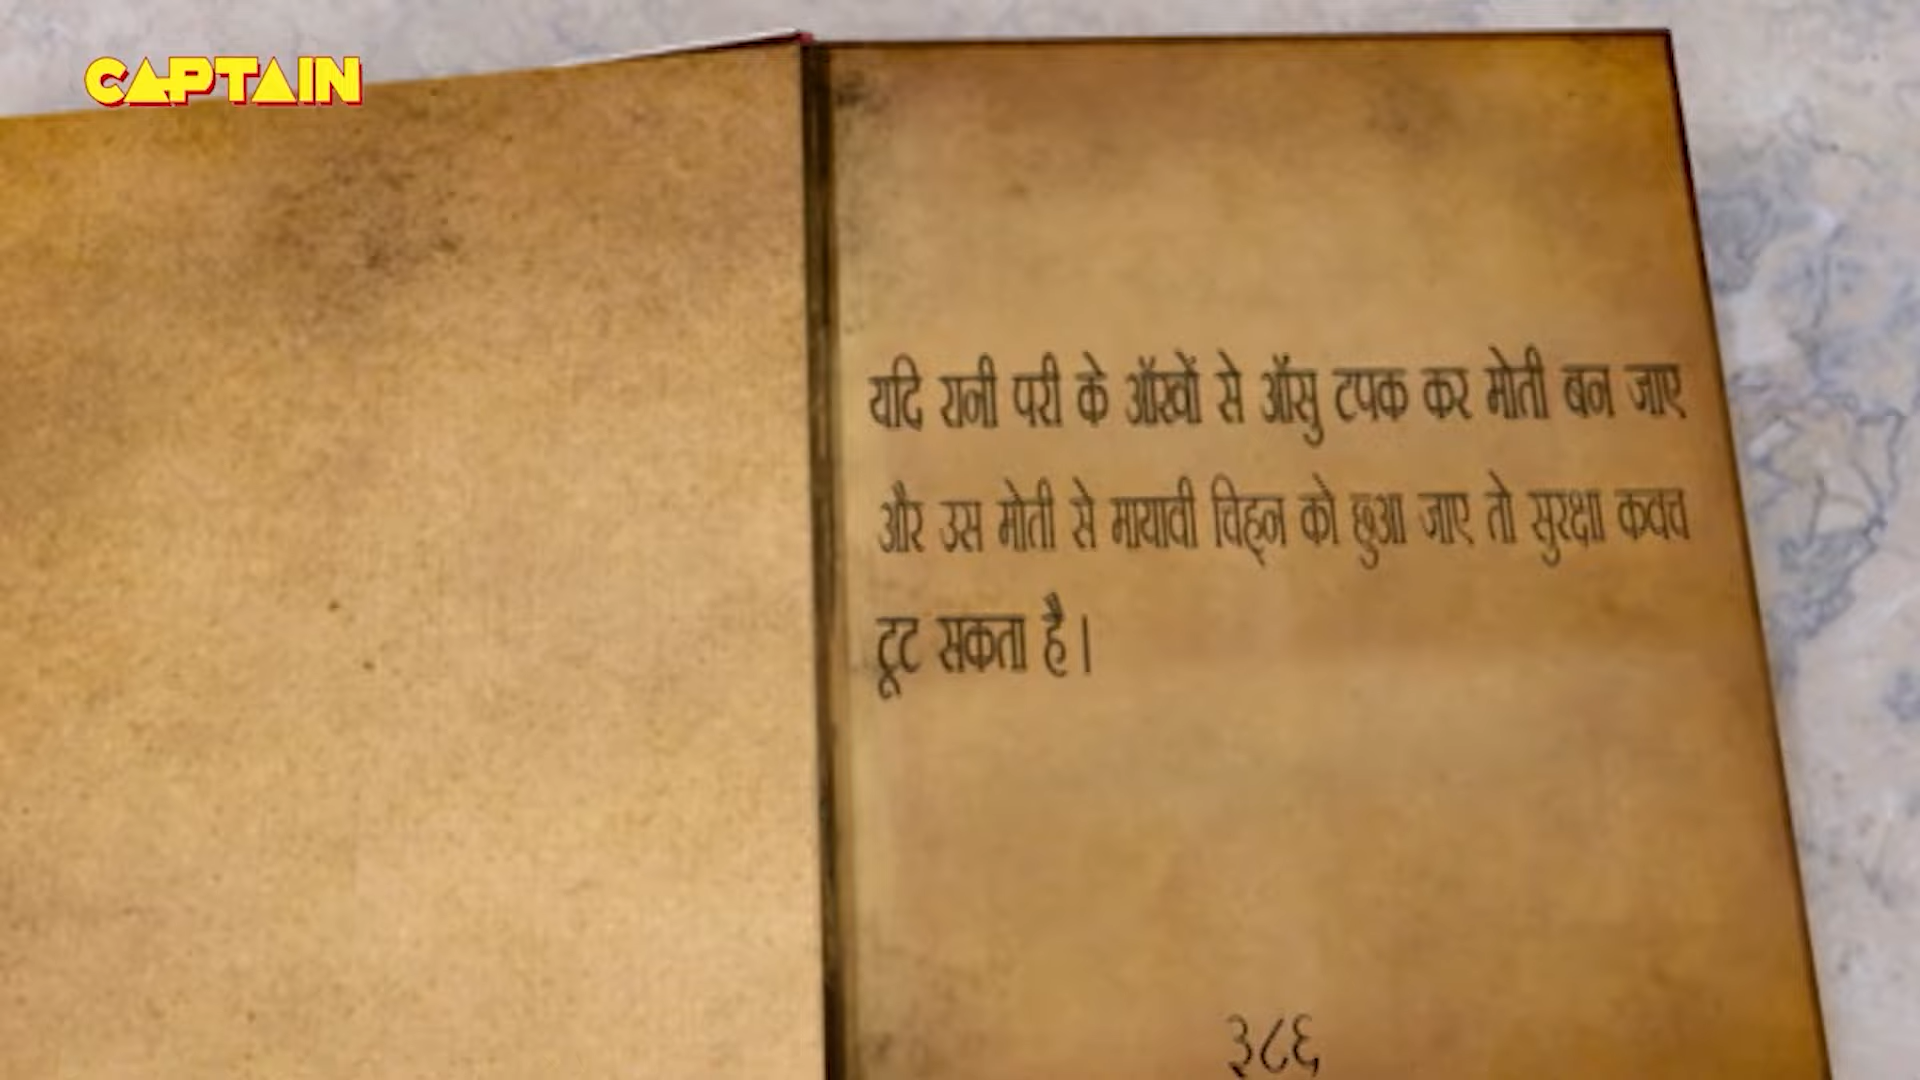 CAPTAIN
यदि रानी परी के आँखों से आँसु टपक कर मोती बन जाए
और उस मोती से मायावी चिह्न को छुआ जाए तो सुरक्षा कवच
टूट सकता है।
३८६